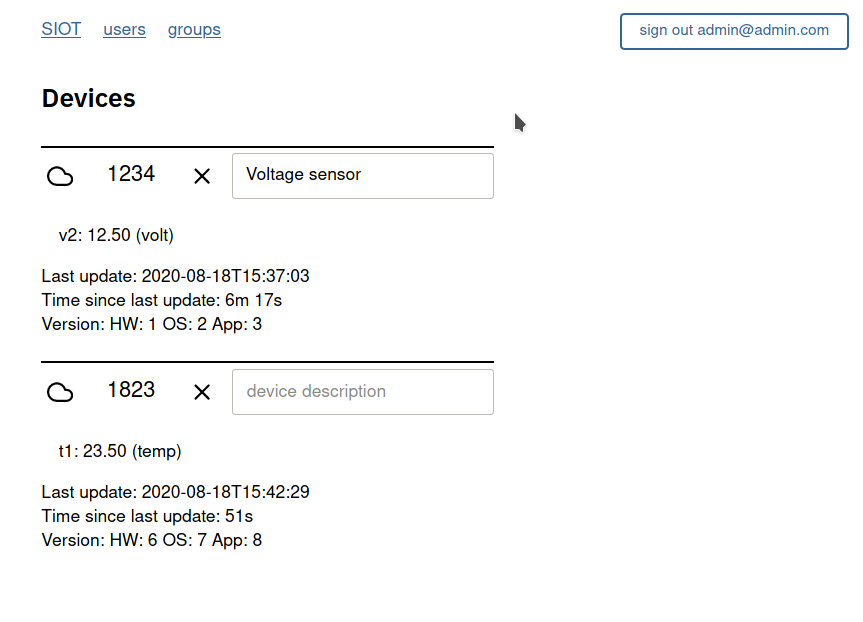 SIOT users groups sign out admin@admin.com
Devices
1234 Voltage sensor
v2: 12.50 (volt)
Last update: 2020-08-18T15:37:03
Time since last update: 6m 17s
Version: HW: 1 OS: 2 App: 3
1823 device description
t1: 23.50 (temp)
Last update: 2020-08-18T15:42:29
Time since last update: 51s
Version: HW: 6 OS: 7 App: 8